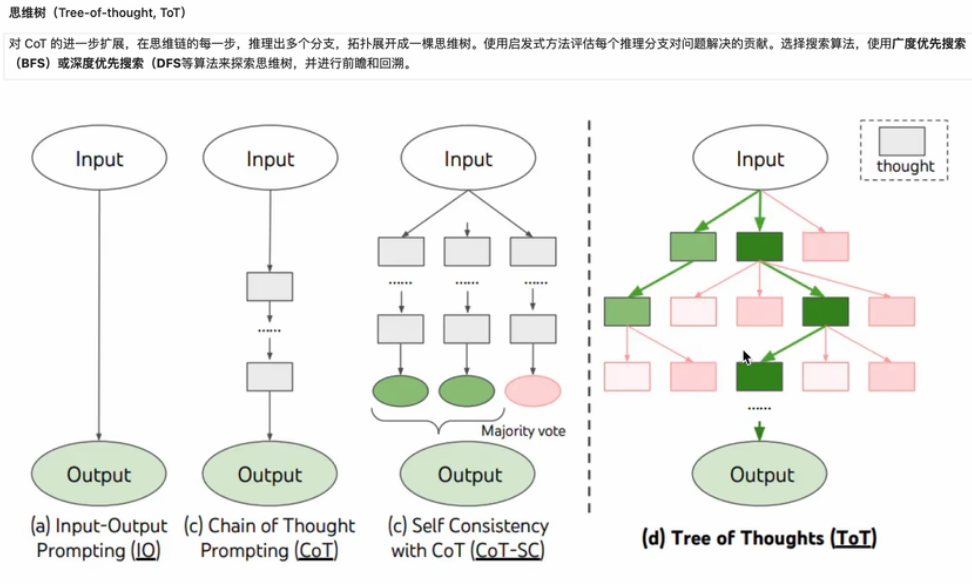 思维树（Tree-of-thought, ToT）
对 CoT 的进一步扩展，在思维链的每一步，推理出多个分支，拓扑展开成一棵思维树。使用启发式方法评估每个推理分支对问题解决的贡献。选择搜索算法，使用广度优先搜索
（BFS）或深度优先搜索（DFS等算法来探索思维树，并进行前瞻和回溯。
Input
Input
Input
Input
thought
......
......
......
......
......
Majority vote
Output
Output
Output
Output
(a) Input-Output
Prompting (IO)
(c) Chain of Thought
Prompting (CoT)
(c) Self Consistency
with CoT (CoT-SC)
(d) Tree of Thoughts (ToT)